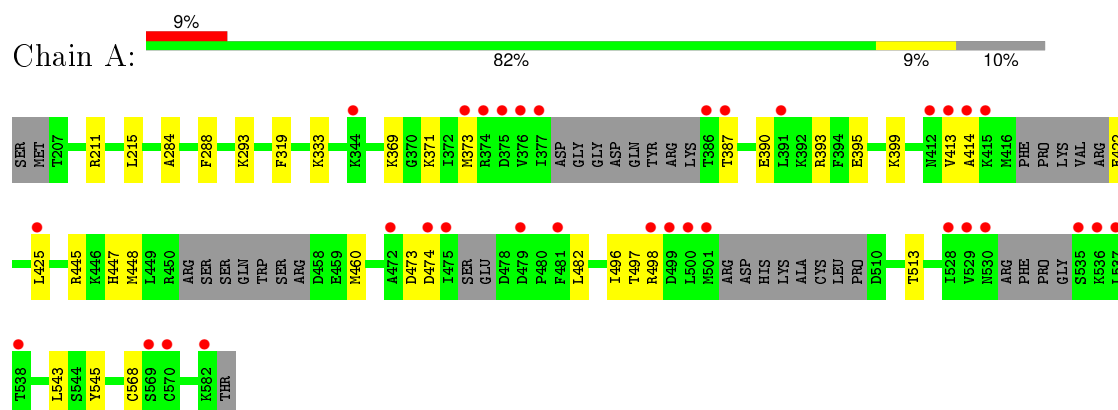 9%
Chain A:
82% 9% 10%
SER MET T207 R211 L215 A284 F288 K293 F319 K333 K344 K369 G370 K371 I372 M373 R374 D375 V376 I377 ASP GLY GLY ASP GLN TYR ARG LYS T386 T387 E390 L391 K392 R393 F394 E395 K399 N412 V413 A414 K415 M416 PHE PRO LYS VAL ARG
L425 R445 K446 H447 M448 L449 R450 ARG SER SER GLN TRP SER ARG D458 E459 M460 A472 D473 D474 I475 SER GLU D478 D479 P480 F481 L482 I496 T497 R498 D499 L500 M501 ARG ASP HIS LYS ALA CYS LEU PRO D510 T513 I528 V529 N530 ARG PHE PRO GLY S535 K536 L537
T538 L543 S544 Y545 C568 S569 C570 K582 THR